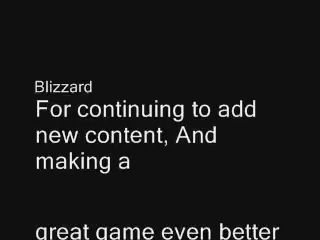 Blizzard
For continuing to add
new content, And
making a
great game even better